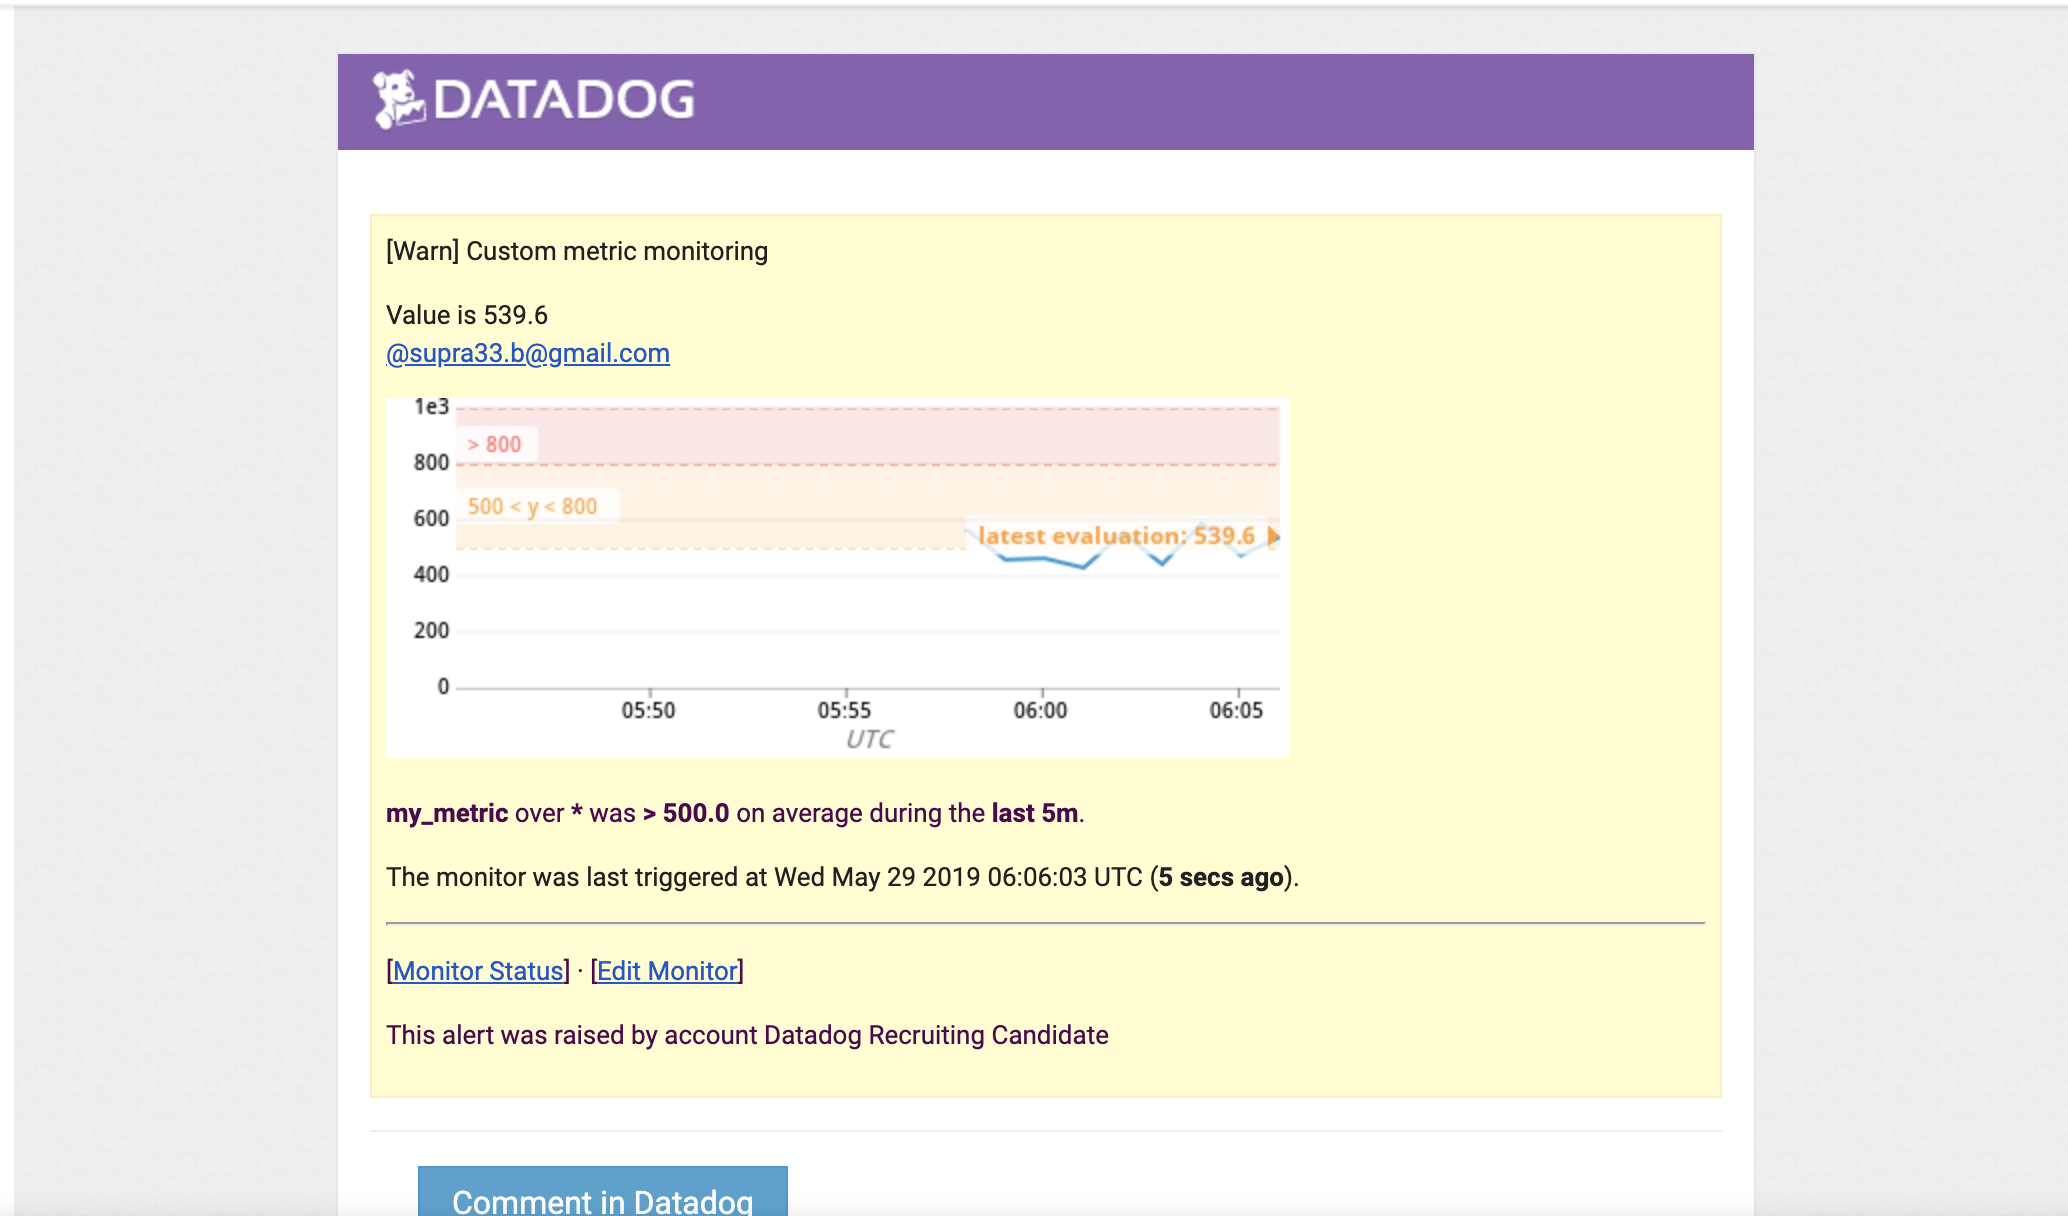 DATADOG
[Warn] Custom metric monitoring
Value is 539.6
@supra33.b@gmail.com
1e3
> 800
800
500 < y < 800
600
latest evaluation: 539.6
400
200
0
05:50 05:55 06:00 06:05
UTC
my_metric over * was > 500.0 on average during the last 5m.
The monitor was last triggered at Wed May 29 2019 06:06:03 UTC (5 secs ago).
[Monitor Status] · [Edit Monitor]
This alert was raised by account Datadog Recruiting Candidate
Comment in Datadog